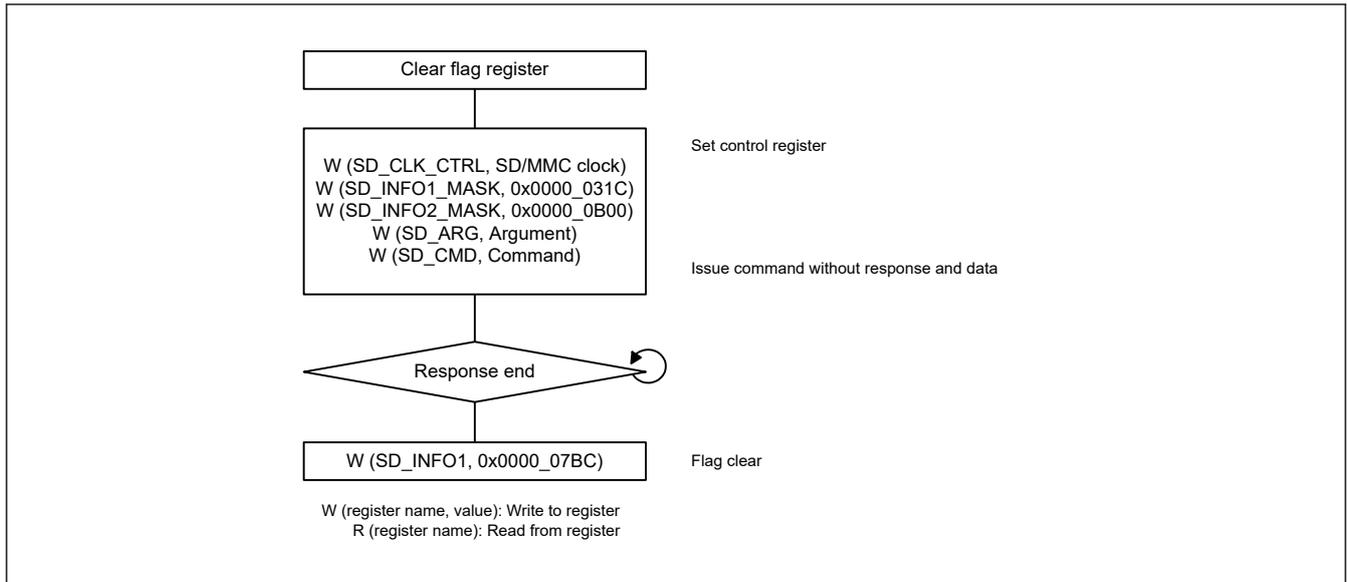 Clear flag register
Set control register
W (SD_CLK_CTRL, SD/MMC clock)
W (SD_INFO1_MASK, 0x0000_031C)
W (SD_INFO2_MASK, 0x0000_0B00)
W (SD_ARG, Argument)
W (SD_CMD, Command)
Issue command without response and data
Response end
W (SD_INFO1, 0x0000_07BC)
Flag clear
W (register name, value): Write to register
R (register name): Read from register